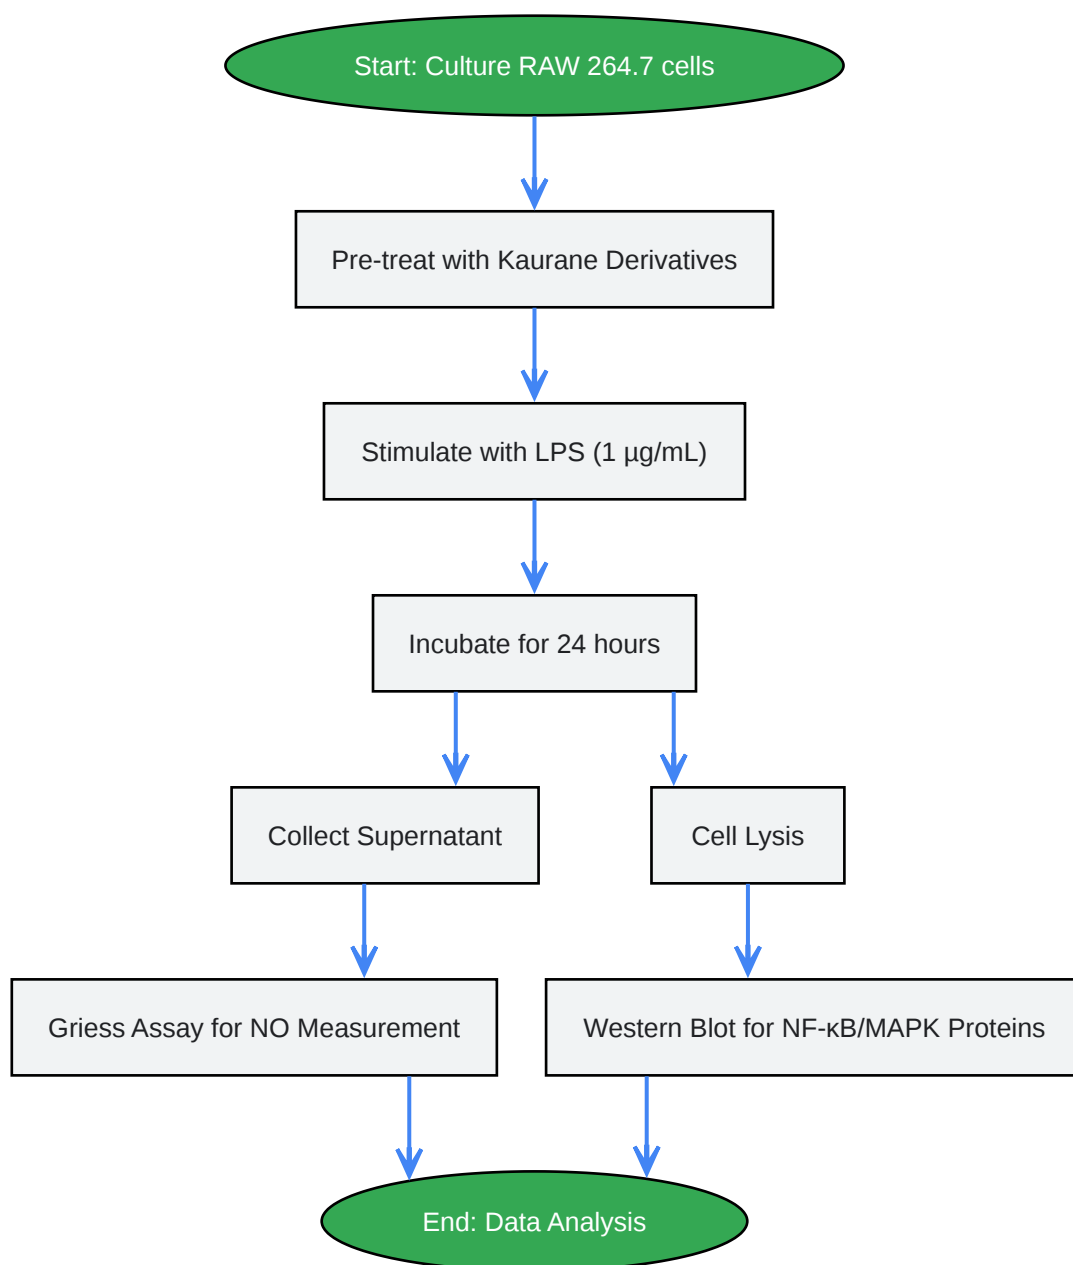 Start: Culture RAW 264.7 cells
Pre-treat with Kaurane Derivatives
Stimulate with LPS (1 µg/mL)
Incubate for 24 hours
Collect Supernatant
Cell Lysis
Griess Assay for NO Measurement
Western Blot for NF-κB/MAPK Proteins
End: Data Analysis